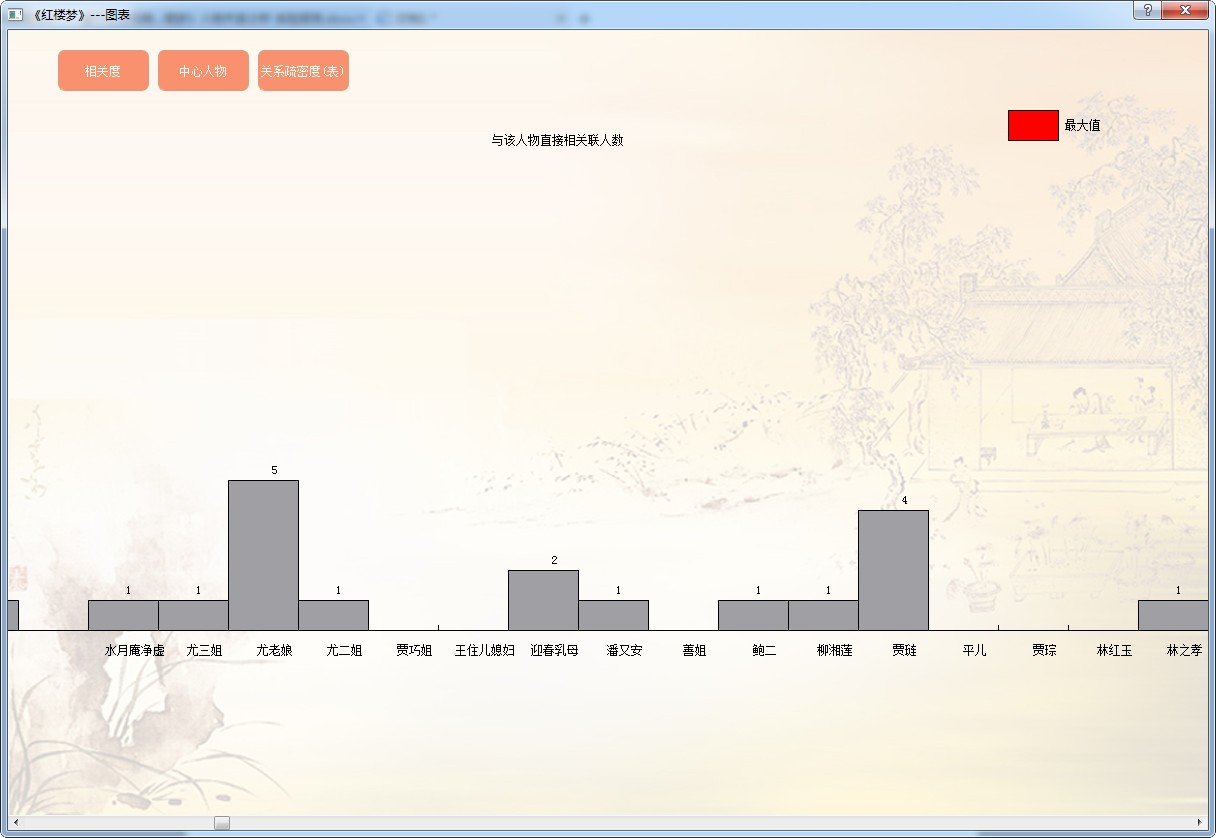 《红楼梦》---图表
相关度
中心人物
关系疏密度(表)
最大值
与该人物直接相关联人数
5
4
2
1 1 1 1 1 1 1
水月庵净虚 尤三姐 尤老娘 尤二姐 贾巧姐 王住儿媳妇 迎春乳母 潘又安 善姐 鲍二 柳湘莲 贾琏 平儿 贾琮 林红玉 林之孝